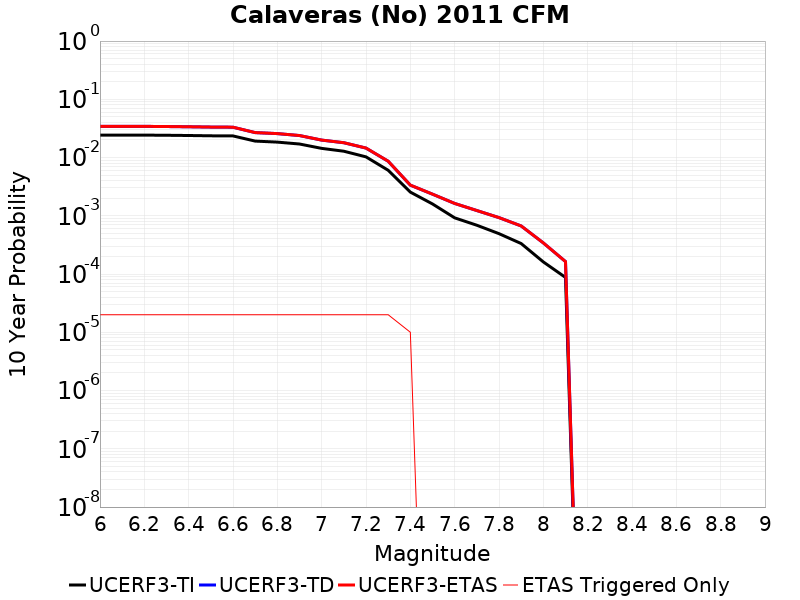 Calaveras (No) 2011 CFM
10^0
10^-1
10^-2
10^-3
10^-4
10^-5
10^-6
10^-7
10^-8
10 Year Probability
6 6.2 6.4 6.6 6.8 7 7.2 7.4 7.6 7.8 8 8.2 8.4 8.6 8.8 9
Magnitude
UCERF3-TI UCERF3-TD UCERF3-ETAS ETAS Triggered Only